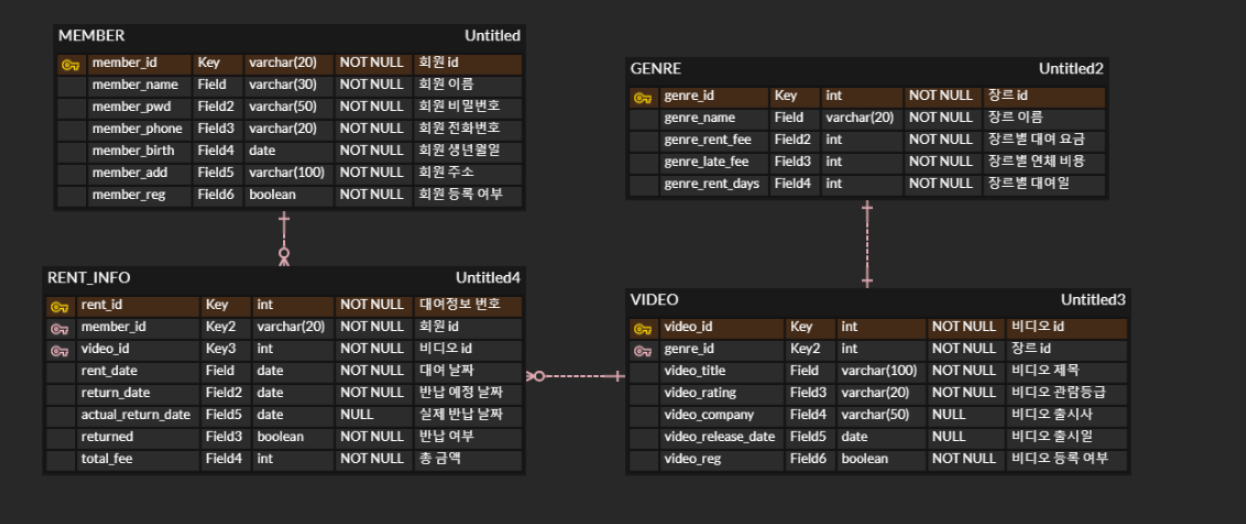 MEMBER Untitled
member_id Key varchar(20) NOT NULL 회원 id
member_name Field varchar(30) NOT NULL 회원 이름
member_pwd Field2 varchar(50) NOT NULL 회원 비밀번호
member_phone Field3 varchar(20) NOT NULL 회원 전화번호
member_birth Field4 date NOT NULL 회원 생년월일
member_add Field5 varchar(100) NOT NULL 회원 주소
member_reg Field6 boolean NOT NULL 회원 등록 여부
GENRE Untitled2
genre_id Key int NOT NULL 장르 id
genre_name Field varchar(20) NOT NULL 장르 이름
genre_rent_fee Field2 int NOT NULL 장르별 대여 요금
genre_late_fee Field3 int NOT NULL 장르별 연체 비용
genre_rent_days Field4 int NOT NULL 장르별 대여일
RENT_INFO Untitled4
rent_id Key int NOT NULL 대여정보 번호
member_id Key2 varchar(20) NOT NULL 회원 id
video_id Key3 int NOT NULL 비디오 id
rent_date Field date NOT NULL 대여 날짜
return_date Field2 date NOT NULL 반납 예정 날짜
actual_return_date Field5 date NULL 실제 반납 날짜
returned Field3 boolean NOT NULL 반납 여부
total_fee Field4 int NOT NULL 총 금액
VIDEO Untitled3
video_id Key int NOT NULL 비디오 id
genre_id Key2 int NOT NULL 장르 id
video_title Field varchar(100) NOT NULL 비디오 제목
video_rating Field3 varchar(20) NOT NULL 비디오 관람등급
video_company Field4 varchar(50) NULL 비디오 출시사
video_release_date Field5 date NULL 비디오 출시일
video_reg Field6 boolean NOT NULL 비디오 등록 여부